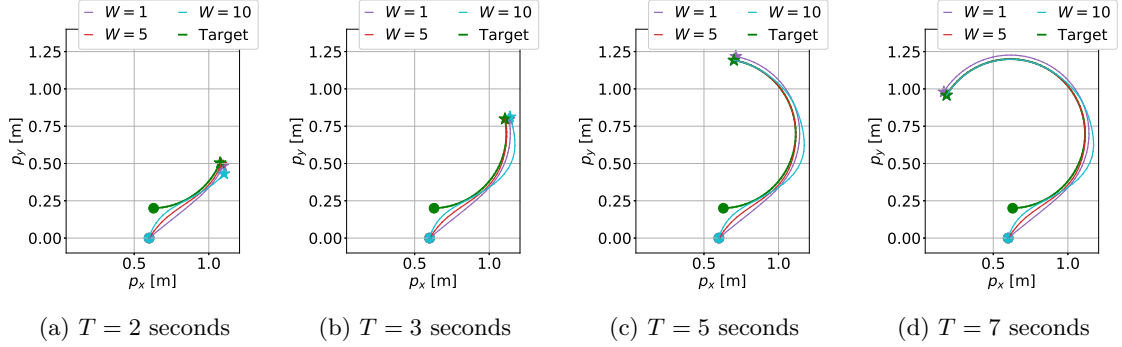 W = 1 W = 10
W = 5 Target
1.25
1.00
0.75
0.50
0.25
0.00
p_y [m]
0.5 1.0
p_x [m]
(a) T = 2 seconds
W = 1 W = 10
W = 5 Target
1.25
1.00
0.75
0.50
0.25
0.00
p_y [m]
0.5 1.0
p_x [m]
(b) T = 3 seconds
W = 1 W = 10
W = 5 Target
1.25
1.00
0.75
0.50
0.25
0.00
p_y [m]
0.5 1.0
p_x [m]
(c) T = 5 seconds
W = 1 W = 10
W = 5 Target
1.25
1.00
0.75
0.50
0.25
0.00
p_y [m]
0.5 1.0
p_x [m]
(d) T = 7 seconds